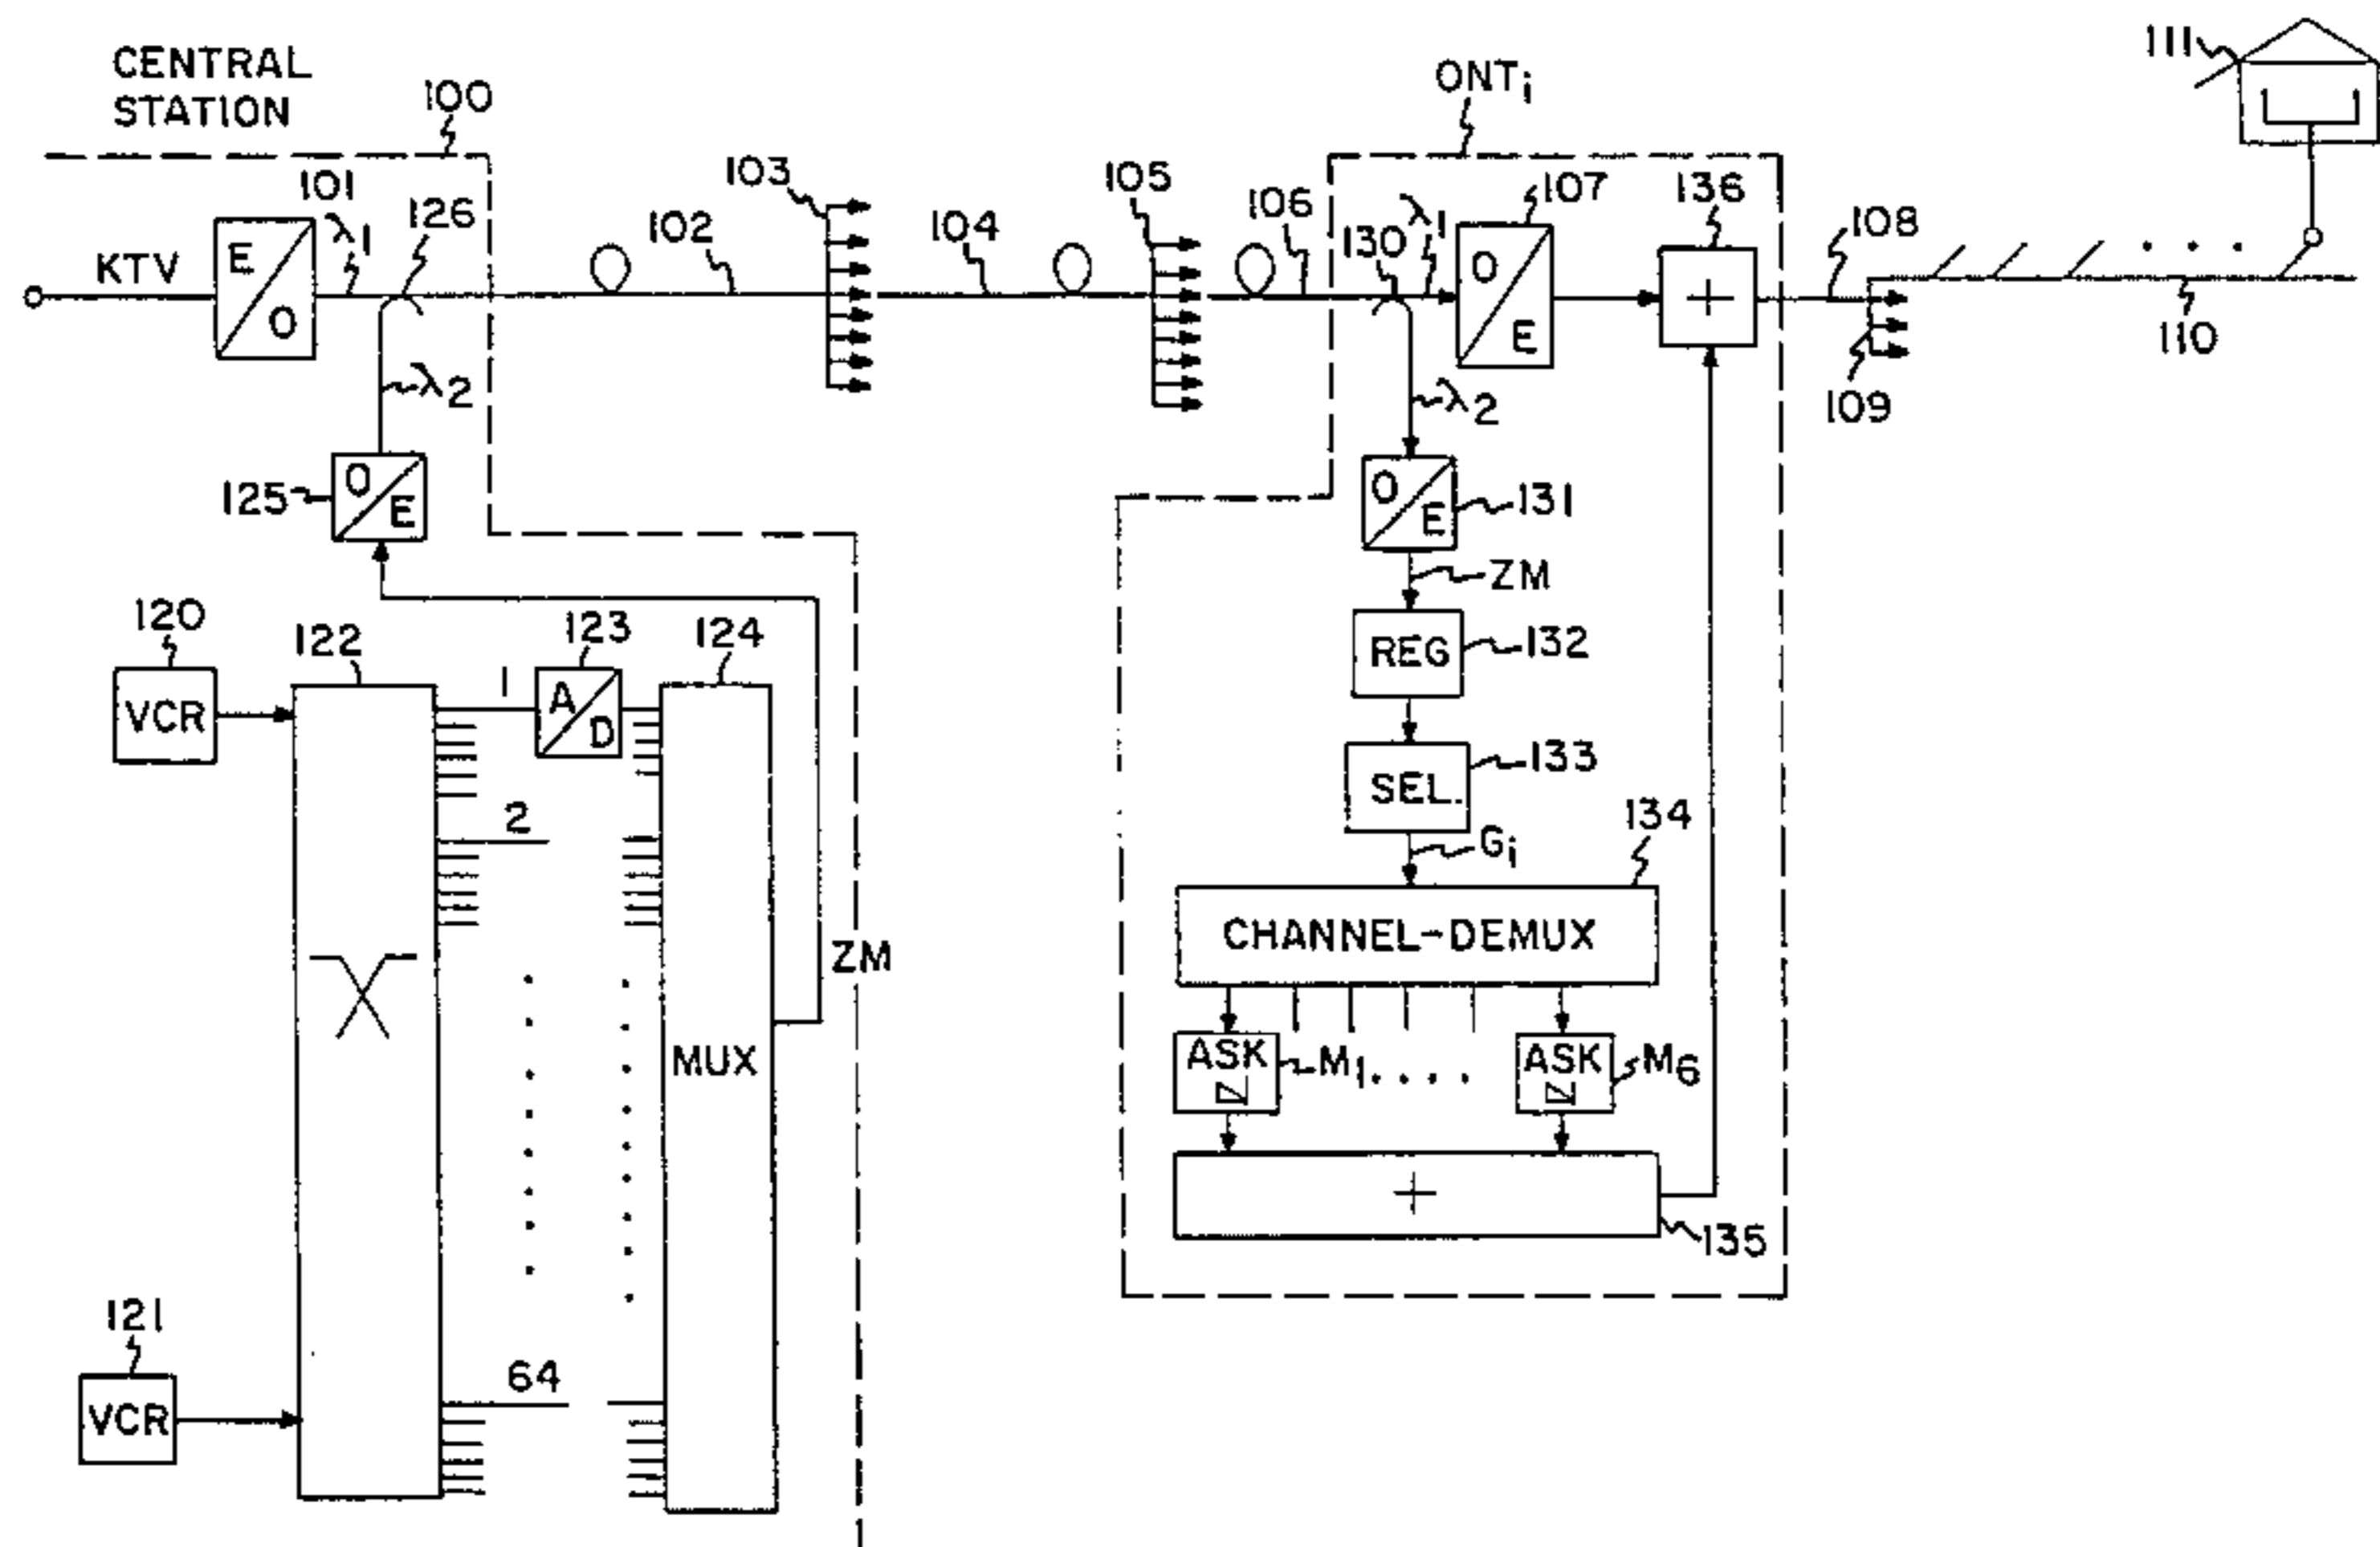 CENTRAL
STATION
100
101
λ1
126
KTV
E
O
102
103
104
105
106
ONTi
130
λ1
107
O
E
136
+
108
109
110
111
λ2
125
O
E
λ2
O
E
131
ZM
REG
132
SEL.
133
Gi
134
CHANNEL-DEMUX
ASK
M1
ASK
M6
+
135
120
VCR
122
1
123
A
D
124
2
ZM
MUX
64
121
VCR